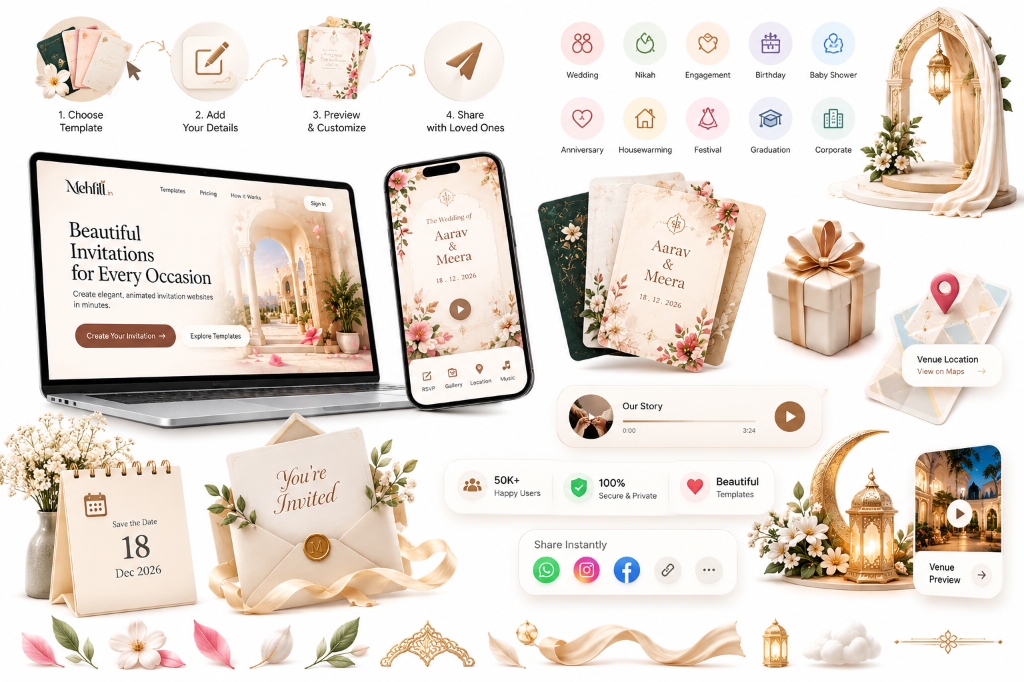 1. Choose
Template
2. Add
Your Details
3. Preview
& Customize
4. Share
with Loved Ones
Wedding
Nikah
Engagement
Birthday
Baby Shower
Anniversary
Housewarming
Festival
Graduation
Corporate
Mehfill.in
Templates
Pricing
How it Works
Sign In
Beautiful
Invitations
for Every Occasion
Create elegant, animated invitation websites
in minutes.
Create Your Invitation →
Explore Templates
The Wedding of
Aarav
&
Meera
18 . 12 . 2026
RSVP
Gallery
Location
Music
Aarav
&
Meera
18 . 12 . 2026
Venue Location
View on Maps →
Our Story
0:00
3:24
50K+
Happy Users
100%
Secure & Private
Beautiful
Templates
Share Instantly
Save the Date
18
Dec 2026
You're
Invited
M
Venue
Preview →